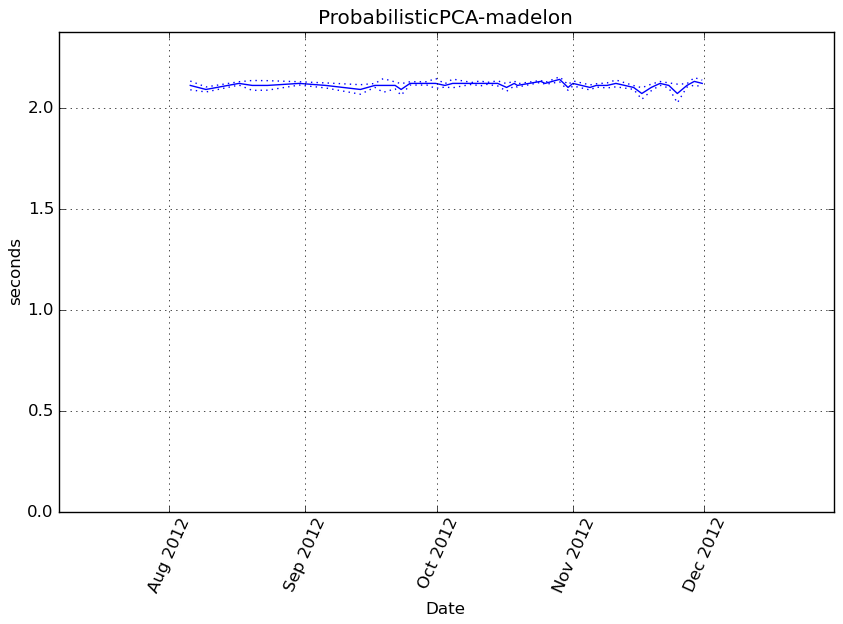 ProbabilisticPCA-madelon
seconds
2.0
1.5
1.0
0.5
0.0
Aug 2012
Sep 2012
Oct 2012
Nov 2012
Dec 2012
Date